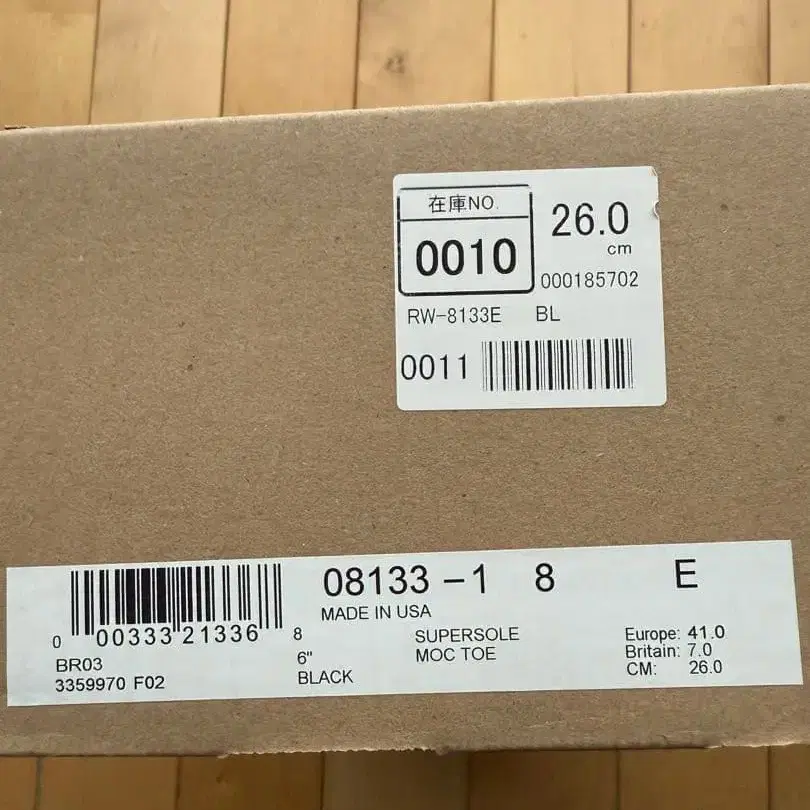 在庫NO.
0010
26.0
cm
000185702
RW-8133E BL
0011
08133-1 8 E
MADE IN USA
0 00333 21336 8
BR03
3359970 F02
6"
BLACK
SUPERSOLE
MOC TOE
Europe: 41.0
Britain: 7.0
CM: 26.0